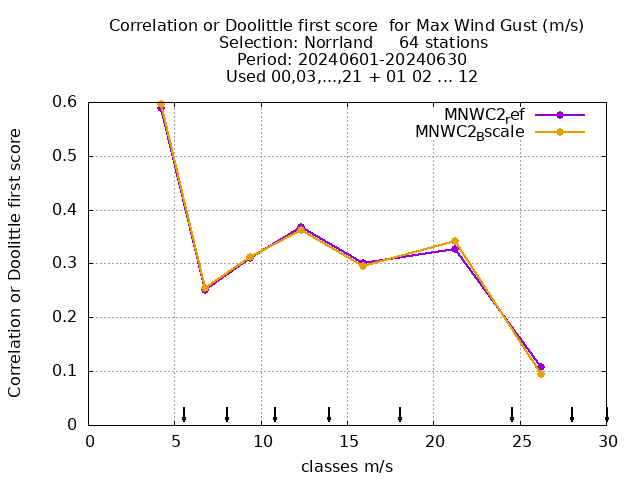 Correlation or Doolittle first score  for Max Wind Gust (m/s)
Selection: Norrland     64 stations
Period: 20240601-20240630
Used 00,03,...,21 + 01 02 ... 12
MNWC2ref
MNWC2Bscale
Correlation or Doolittle first score
0.6
0.5
0.4
0.3
0.2
0.1
0
0 5 10 15 20 25 30
classes m/s